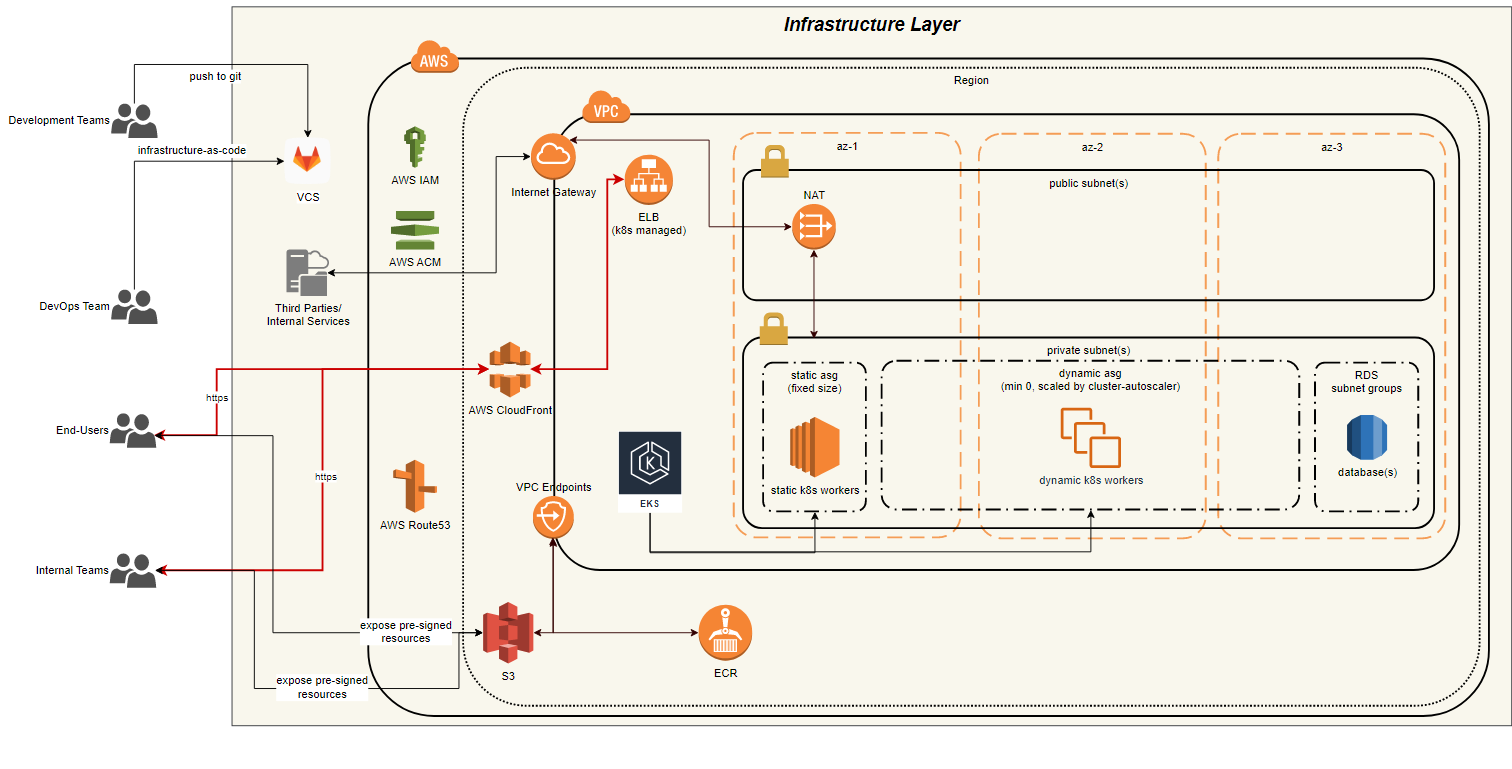 Infrastructure Layer
AWS
Region
push to git
VPC
Development Teams
infrastructure-as-code
az-1
az-2
az-3
AWS IAM
Internet Gateway
public subnet(s)
VCS
NAT
ELB
(k8s managed)
AWS ACM
DevOps Team
Third Parties/
Internal Services
private subnet(s)
static asg
(fixed size)
dynamic asg
(min 0, scaled by cluster-autoscaler)
RDS
subnet groups
https
AWS CloudFront
End-Users
K
https
VPC Endpoints
static k8s workers
dynamic k8s workers
database(s)
EKS
AWS Route53
Internal Teams
expose pre-signed
resources
S3
ECR
expose pre-signed
resources